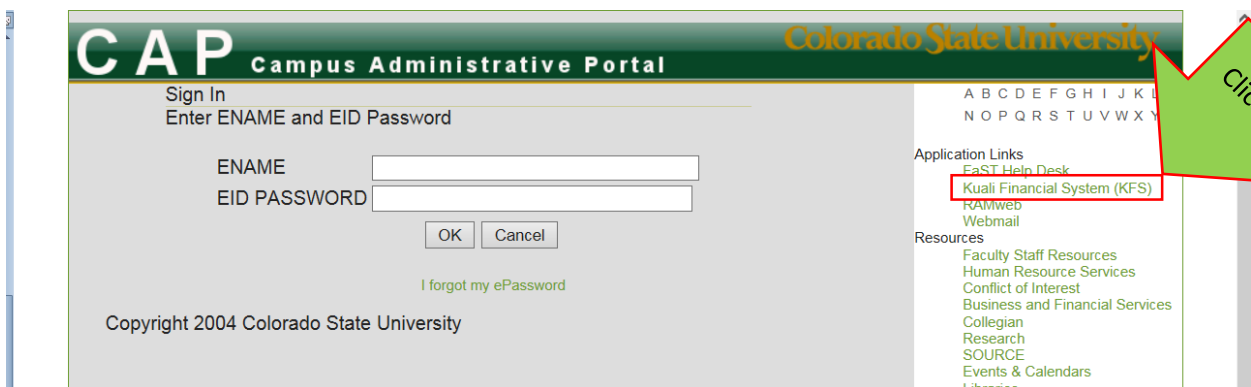 CAP Campus Administrative Portal
Colorado State University
Sign In
Enter ENAME and EID Password
ENAME
EID PASSWORD
OK Cancel
I forgot my ePassword
Copyright 2004 Colorado State University
A B C D E F G H I J K L
N O P Q R S T U V W X Y
Application Links
FaST Help Desk
Kuali Financial System (KFS)
RAMweb
Webmail
Resources
Faculty Staff Resources
Human Resource Services
Conflict of Interest
Business and Financial Services
Collegian
Research
SOURCE
Events & Calendars
Libraries